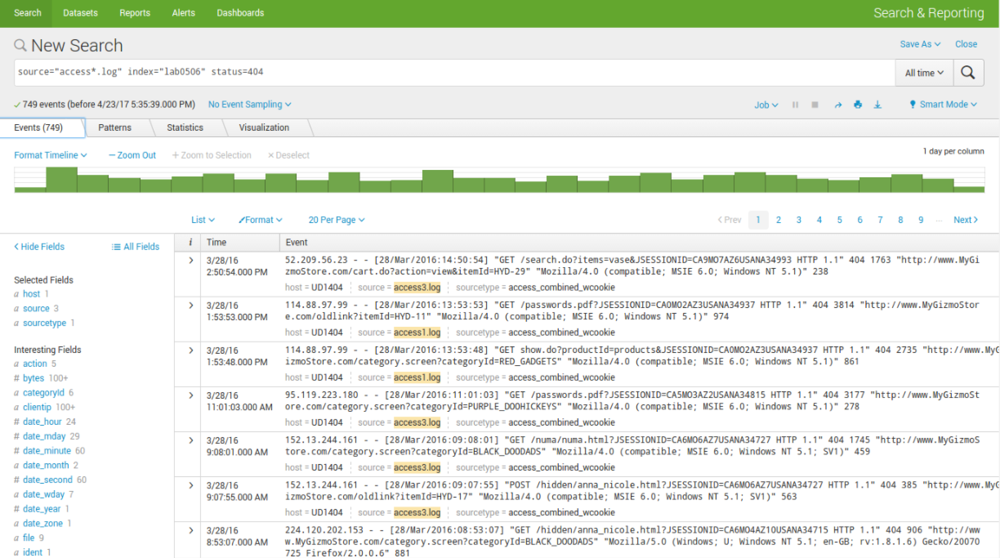 Search Datasets Reports Alerts Dashboards Search & Reporting
New Search Save As Close
source="access*.log" index="lab0506" status=404 All time
749 events (before 4/23/17 5:35:39.000 PM) No Event Sampling Job Smart Mode
Events (749) Patterns Statistics Visualization
Format Timeline — Zoom Out + Zoom to Selection × Deselect 1 day per column
List Format 20 Per Page < Prev 1 2 3 4 5 6 7 8 9 ... Next >
< Hide Fields All Fields
Selected Fields
a host 1
a source 3
a sourcetype 1
Interesting Fields
a action 5
# bytes 100+
a categoryId 6
a clientip 100+
# date_hour 24
# date_mday 29
# date_minute 60
a date_month 2
# date_second 60
a date_wday 7
# date_year 1
a date_zone 1
a file 9
a ident 1
i Time Event
> 3/28/16 52.209.56.23 - - [28/Mar/2016:14:50:54] "GET /search.do?items=vase&JSESSIONID=CA9MO7AZ6USANA34993 HTTP 1.1" 404 1763 "http://www.MyGi
2:50:54.000 PM zmoStore.com/cart.do?action=view&itemId=HYD-29" "Mozilla/4.0 (compatible; MSIE 6.0; Windows NT 5.1)" 238
host = UD1404 source = access3.log sourcetype = access_combined_wcookie
> 3/28/16 114.88.97.99 - - [28/Mar/2016:13:53:53] "GET /passwords.pdf?JSESSIONID=CA0MO2AZ3USANA34937 HTTP 1.1" 404 3814 "http://www.MyGizmoStor
1:53:53.000 PM e.com/oldlink?itemId=HYD-11" "Mozilla/4.0 (compatible; MSIE 6.0; Windows NT 5.1)" 974
host = UD1404 source = access1.log sourcetype = access_combined_wcookie
> 3/28/16 114.88.97.99 - - [28/Mar/2016:13:53:48] "GET show.do?productId=products&JSESSIONID=CA0MO2AZ3USANA34937 HTTP 1.1" 404 2735 "http://www.MyG
1:53:48.000 PM izmoStore.com/category.screen?categoryId=RED_GADGETS" "Mozilla/4.0 (compatible; MSIE 6.0; Windows NT 5.1)" 861
host = UD1404 source = access1.log sourcetype = access_combined_wcookie
> 3/28/16 95.119.223.180 - - [28/Mar/2016:11:01:03] "GET /passwords.pdf?JSESSIONID=CA5MO3AZ2USANA34815 HTTP 1.1" 404 3177 "http://www.MyGizmoSt
11:01:03.000 AM ore.com/category.screen?categoryId=PURPLE_DOOHICKEYS" "Mozilla/4.0 (compatible; MSIE 6.0; Windows NT 5.1)" 278
host = UD1404 source = access3.log sourcetype = access_combined_wcookie
> 3/28/16 152.13.244.161 - - [28/Mar/2016:09:08:01] "GET /numa/numa.html?JSESSIONID=CA6MO6AZ7USANA34727 HTTP 1.1" 404 1745 "http://www.MyGizmoS
9:08:01.000 AM tore.com/category.screen?categoryId=BLACK_DOODADS" "Mozilla/4.0 (compatible; MSIE 6.0; Windows NT 5.1; SV1)" 459
host = UD1404 source = access3.log sourcetype = access_combined_wcookie
> 3/28/16 152.13.244.161 - - [28/Mar/2016:09:07:55] "POST /hidden/anna_nicole.html?JSESSIONID=CA6MO6AZ7USANA34727 HTTP 1.1" 404 385 "http://www.MyG
9:07:55.000 AM izmoStore.com/oldlink?itemId=HYD-17" "Mozilla/4.0 (compatible; MSIE 6.0; Windows NT 5.1; SV1)" 563
host = UD1404 source = access3.log sourcetype = access_combined_wcookie
> 3/28/16 224.120.202.153 - - [28/Mar/2016:08:53:07] "GET /hidden/anna_nicole.html?JSESSIONID=CA6MO4AZ10USANA34715 HTTP 1.1" 404 906 "http://ww
8:53:07.000 AM w.MyGizmoStore.com/category.screen?categoryId=BLACK_DOODADS" "Mozilla/5.0 (Windows; U; Windows NT 5.1; en-GB; rv:1.8.1.6) Gecko/20070
725 Firefox/2.0.0.6" 881